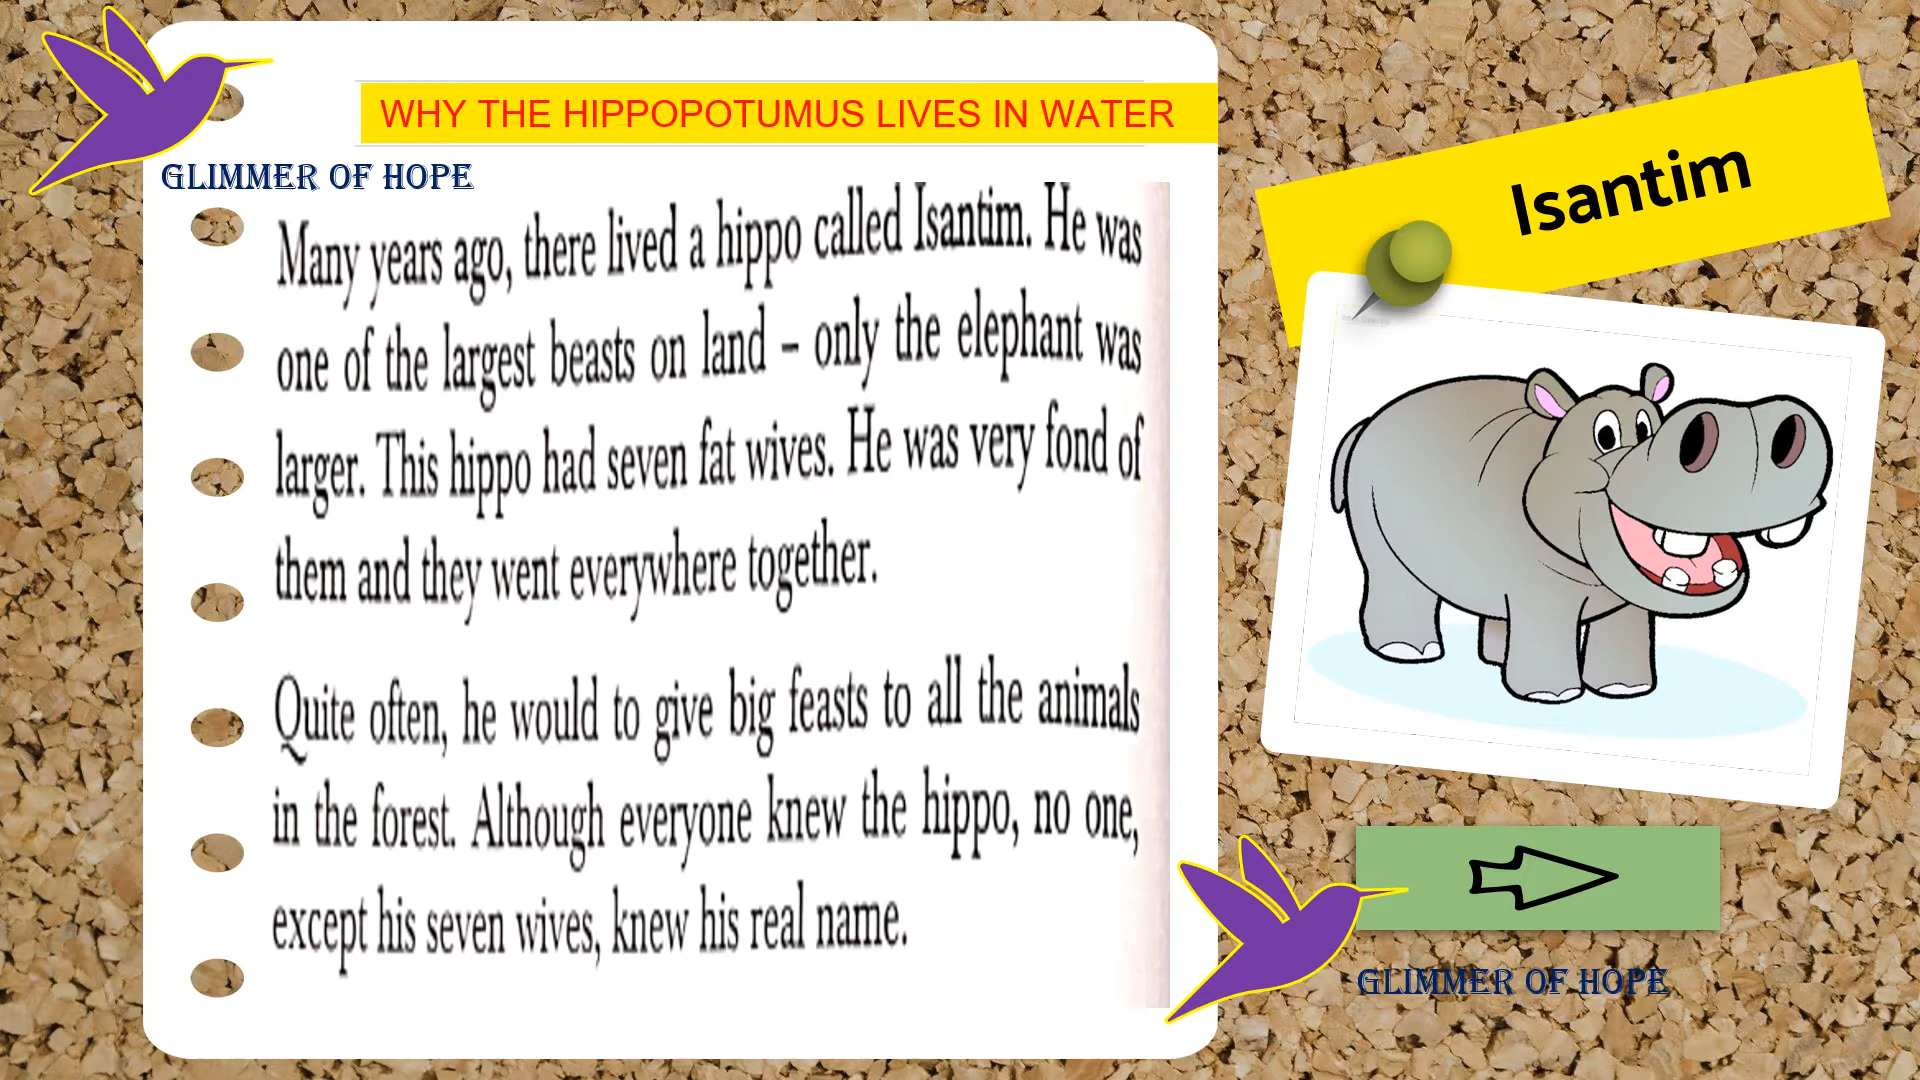 WHY THE HIPPOPOTUMUS LIVES IN WATER
GLIMMER OF HOPE
Many years ago, there lived a hippo called Isantim. He was
one of the largest beasts on land – only the elephant was
larger. This hippo had seven fat wives. He was very fond of
them and they went everywhere together.
Quite often, he would to give big feasts to all the animals
in the forest. Although everyone knew the hippo, no one,
except his seven wives, knew his real name.
Isantim
GLIMMER OF HOPE